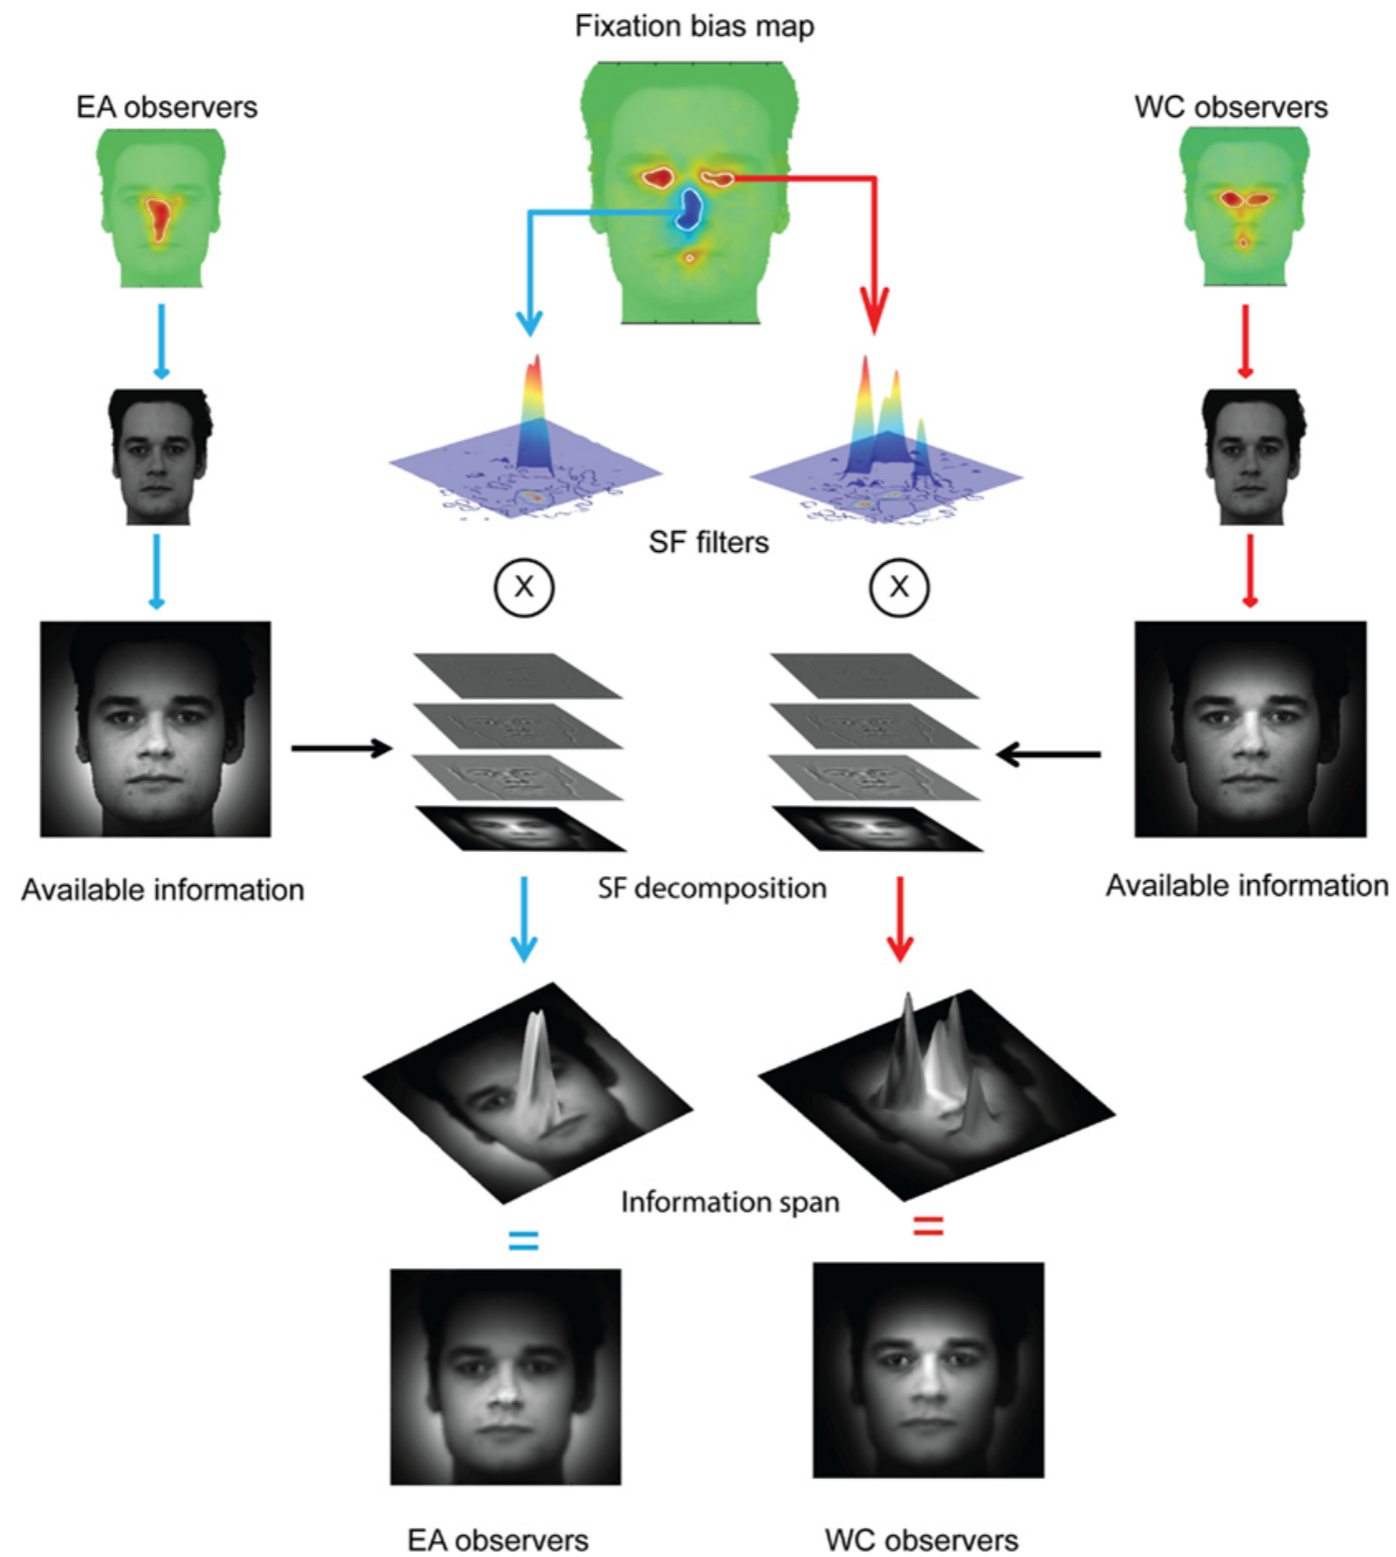 Fixation bias map
EA observers
WC observers
SF filters
X
X
Available information
SF decomposition
Available information
Information span
=
=
EA observers
WC observers